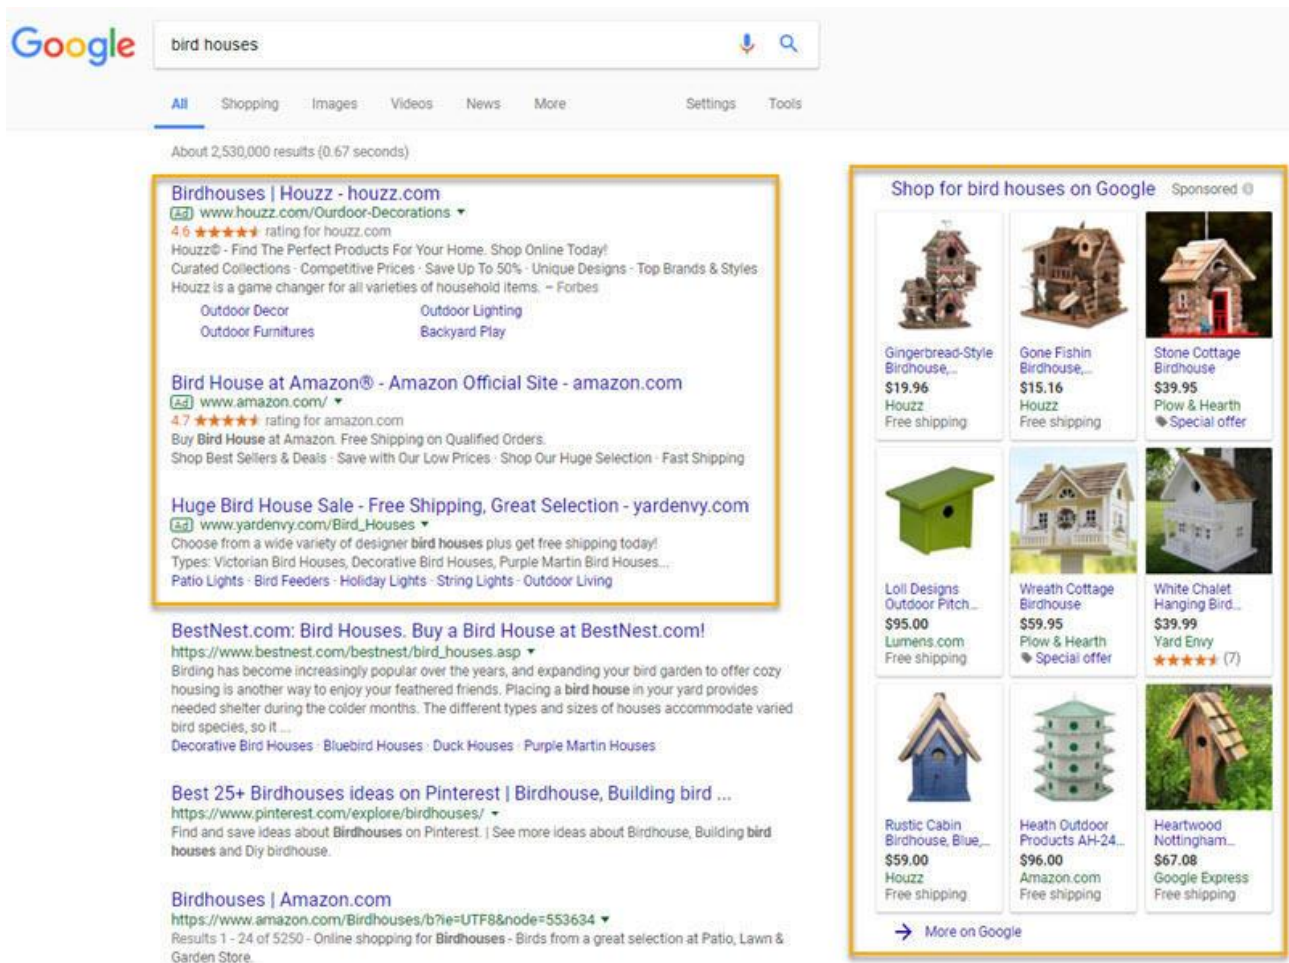 Google
bird houses
All Shopping Images Videos News More Settings Tools
About 2,530,000 results (0.67 seconds)
Birdhouses | Houzz - houzz.com
Ad www.houzz.com/Ourdoor-Decorations
4.6 ★★★★★ rating for houzz.com
Houzz© - Find The Perfect Products For Your Home. Shop Online Today!
Curated Collections · Competitive Prices · Save Up To 50% · Unique Designs · Top Brands & Styles
Houzz is a game changer for all varieties of household items. – Forbes
Outdoor Decor Outdoor Lighting
Outdoor Furnitures Backyard Play
Bird House at Amazon® - Amazon Official Site - amazon.com
Ad www.amazon.com/
4.7 ★★★★★ rating for amazon.com
Buy Bird House at Amazon. Free Shipping on Qualified Orders.
Shop Best Sellers & Deals · Save with Our Low Prices · Shop Our Huge Selection · Fast Shipping
Huge Bird House Sale - Free Shipping, Great Selection - yardenvy.com
Ad www.yardenvy.com/Bird_Houses
Choose from a wide variety of designer bird houses plus get free shipping today!
Types: Victorian Bird Houses, Decorative Bird Houses, Purple Martin Bird Houses...
Patio Lights · Bird Feeders · Holiday Lights · String Lights · Outdoor Living
BestNest.com: Bird Houses. Buy a Bird House at BestNest.com!
https://www.bestnest.com/bestnest/bird_houses.asp
Birding has become increasingly popular over the years, and expanding your bird garden to offer cozy
housing is another way to enjoy your feathered friends. Placing a bird house in your yard provides
needed shelter during the colder months. The different types and sizes of houses accommodate varied
bird species, so it ...
Decorative Bird Houses · Bluebird Houses · Duck Houses · Purple Martin Houses
Best 25+ Birdhouses ideas on Pinterest | Birdhouse, Building bird ...
https://www.pinterest.com/explore/birdhouses/
Find and save ideas about Birdhouses on Pinterest. | See more ideas about Birdhouse, Building bird
houses and Diy birdhouse.
Birdhouses | Amazon.com
https://www.amazon.com/Birdhouses/b?ie=UTF8&node=553634
Results 1 - 24 of 5250 - Online shopping for Birdhouses - Birds from a great selection at Patio, Lawn &
Garden Store.
Shop for bird houses on Google Sponsored
Gingerbread-Style
Birdhouse,...
$19.96
Houzz
Free shipping
Gone Fishin
Birdhouse,...
$15.16
Houzz
Free shipping
Stone Cottage
Birdhouse
$39.95
Plow & Hearth
Special offer
Loll Designs
Outdoor Pitch...
$95.00
Lumens.com
Free shipping
Wreath Cottage
Birdhouse
$59.95
Plow & Hearth
Special offer
White Chalet
Hanging Bird...
$39.99
Yard Envy
★★★★★ (7)
Rustic Cabin
Birdhouse, Blue,...
$59.00
Houzz
Free shipping
Heath Outdoor
Products AH-24...
$96.00
Amazon.com
Free shipping
Heartwood
Nottingham...
$67.08
Google Express
Free shipping
More on Google